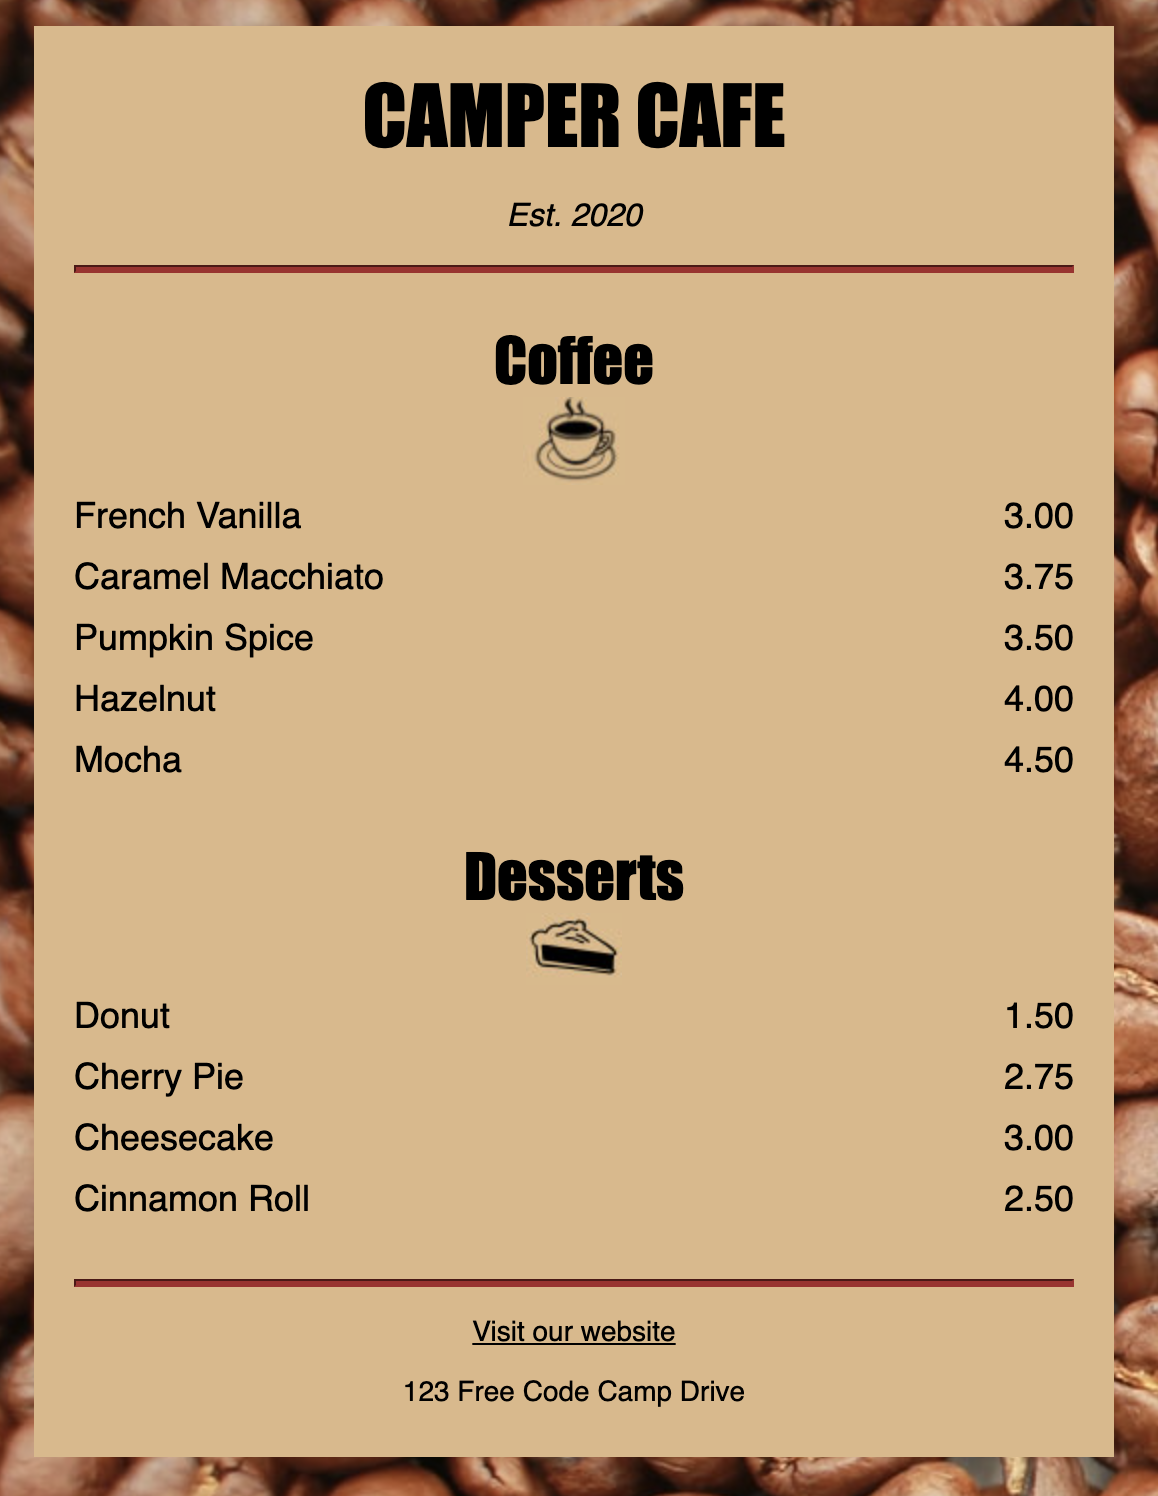 CAMPER CAFE
Est. 2020
Coffee
French Vanilla 3.00
Caramel Macchiato 3.75
Pumpkin Spice 3.50
Hazelnut 4.00
Mocha 4.50
Desserts
Donut 1.50
Cherry Pie 2.75
Cheesecake 3.00
Cinnamon Roll 2.50
Visit our website
123 Free Code Camp Drive